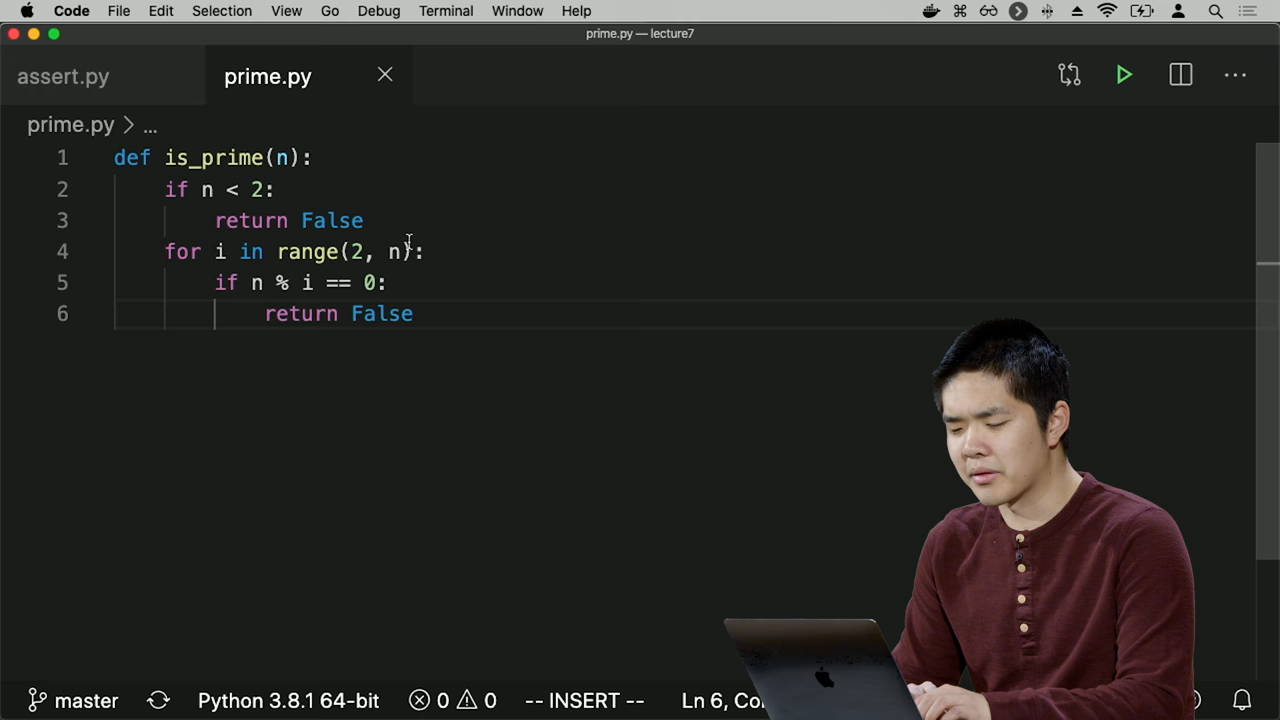 Code File Edit Selection View Go Debug Terminal Window Help
prime.py — lecture7
assert.py prime.py
prime.py > ...
1 def is_prime(n):
2     if n < 2:
3         return False
4     for i in range(2, n):
5         if n % i == 0:
6             return False
master Python 3.8.1 64-bit 0 0 -- INSERT -- Ln 6,